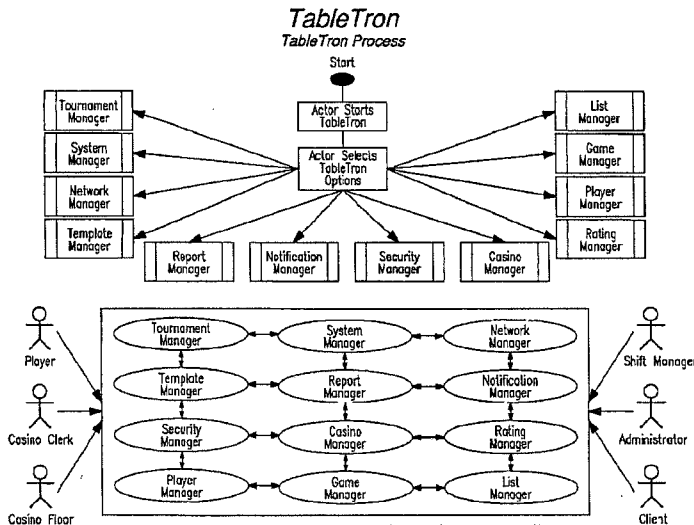 TableTron
TableTron Process
Start
Actor Starts
TableTron
Actor Selects
TableTron
Options
Tournament
Manager
System
Manager
Network
Manager
Template
Manager
Report
Manager
Notification
Manager
Security
Manager
Casino
Manager
List
Manager
Game
Manager
Player
Manager
Rating
Manager
Player
Casino Clerk
Casino Floor
Tournament
Manager
System
Manager
Network
Manager
Template
Manager
Report
Manager
Notification
Manager
Security
Manager
Casino
Manager
Rating
Manager
Player
Manager
Game
Manager
List
Manager
Shift Manager
Administrator
Client